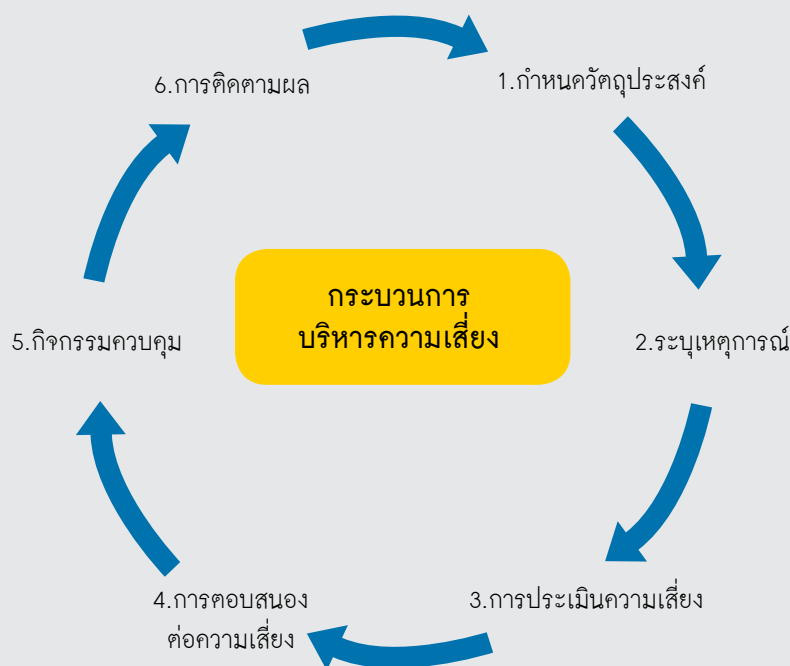 กระบวนการ
บริหารความเสี่ยง
1.กำหนดวัตถุประสงค์
2.ระบุเหตุการณ์
3.การประเมินความเสี่ยง
4.การตอบสนอง
ต่อความเสี่ยง
5.กิจกรรมควบคุม
6.การติดตามผล